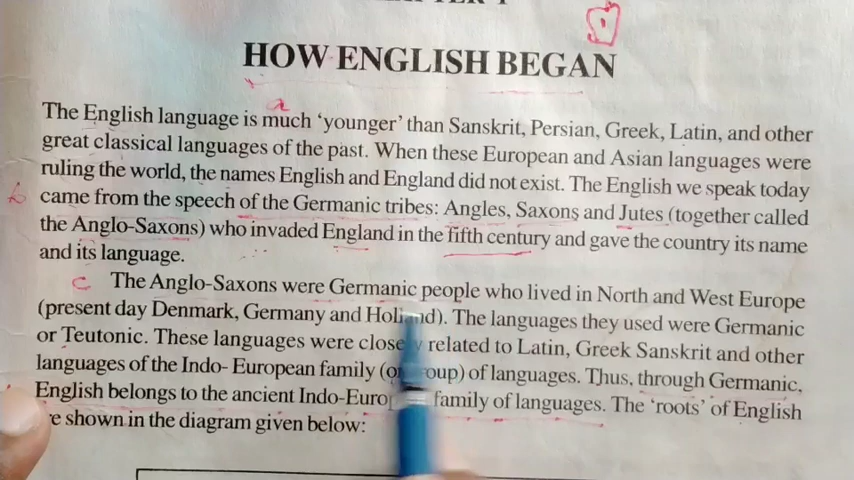 HOW ENGLISH BEGAN
a
The English language is much 'younger' than Sanskrit, Persian, Greek, Latin, and other
great classical languages of the past. When these European and Asian languages were
ruling the world, the names English and England did not exist. The English we speak today
b came from the speech of the Germanic tribes: Angles, Saxons and Jutes (together called
the Anglo-Saxons) who invaded England in the fifth century and gave the country its name
and its language.
c The Anglo-Saxons were Germanic people who lived in North and West Europe
(present day Denmark, Germany and Holland). The languages they used were Germanic
or Teutonic. These languages were closely related to Latin, Greek Sanskrit and other
languages of the Indo- European family (or group) of languages. Thus, through Germanic,
English belongs to the ancient Indo-European family of languages. The 'roots' of English
are shown in the diagram given below: